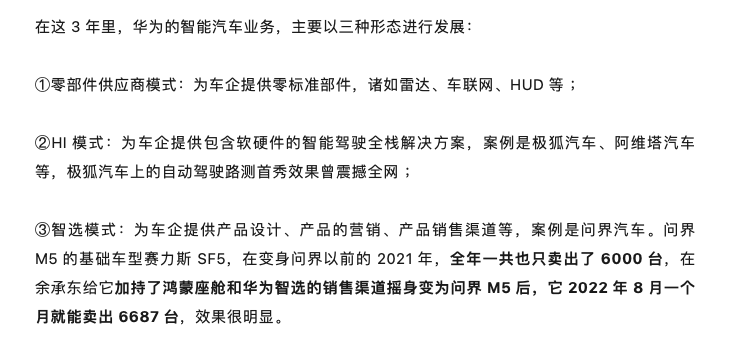 在这 3 年里，华为的智能汽车业务，主要以三种形态进行发展：
①零部件供应商模式：为车企提供零标准部件，诸如雷达、车联网、HUD 等；
②HI 模式：为车企提供包含软硬件的智能驾驶全栈解决方案，案例是极狐汽车、阿维塔汽车
等，极狐汽车上的自动驾驶路测首秀效果曾震撼全网；
③智选模式：为车企提供产品设计、产品的营销、产品销售渠道等，案例是问界汽车。问界
M5 的基础车型赛力斯 SF5，在变身问界以前的 2021 年，全年一共也只卖出了 6000 台，在
余承东给它加持了鸿蒙座舱和华为智选的销售渠道摇身变为问界 M5 后，它 2022 年 8 月一个
月就能卖出 6687 台，效果很明显。